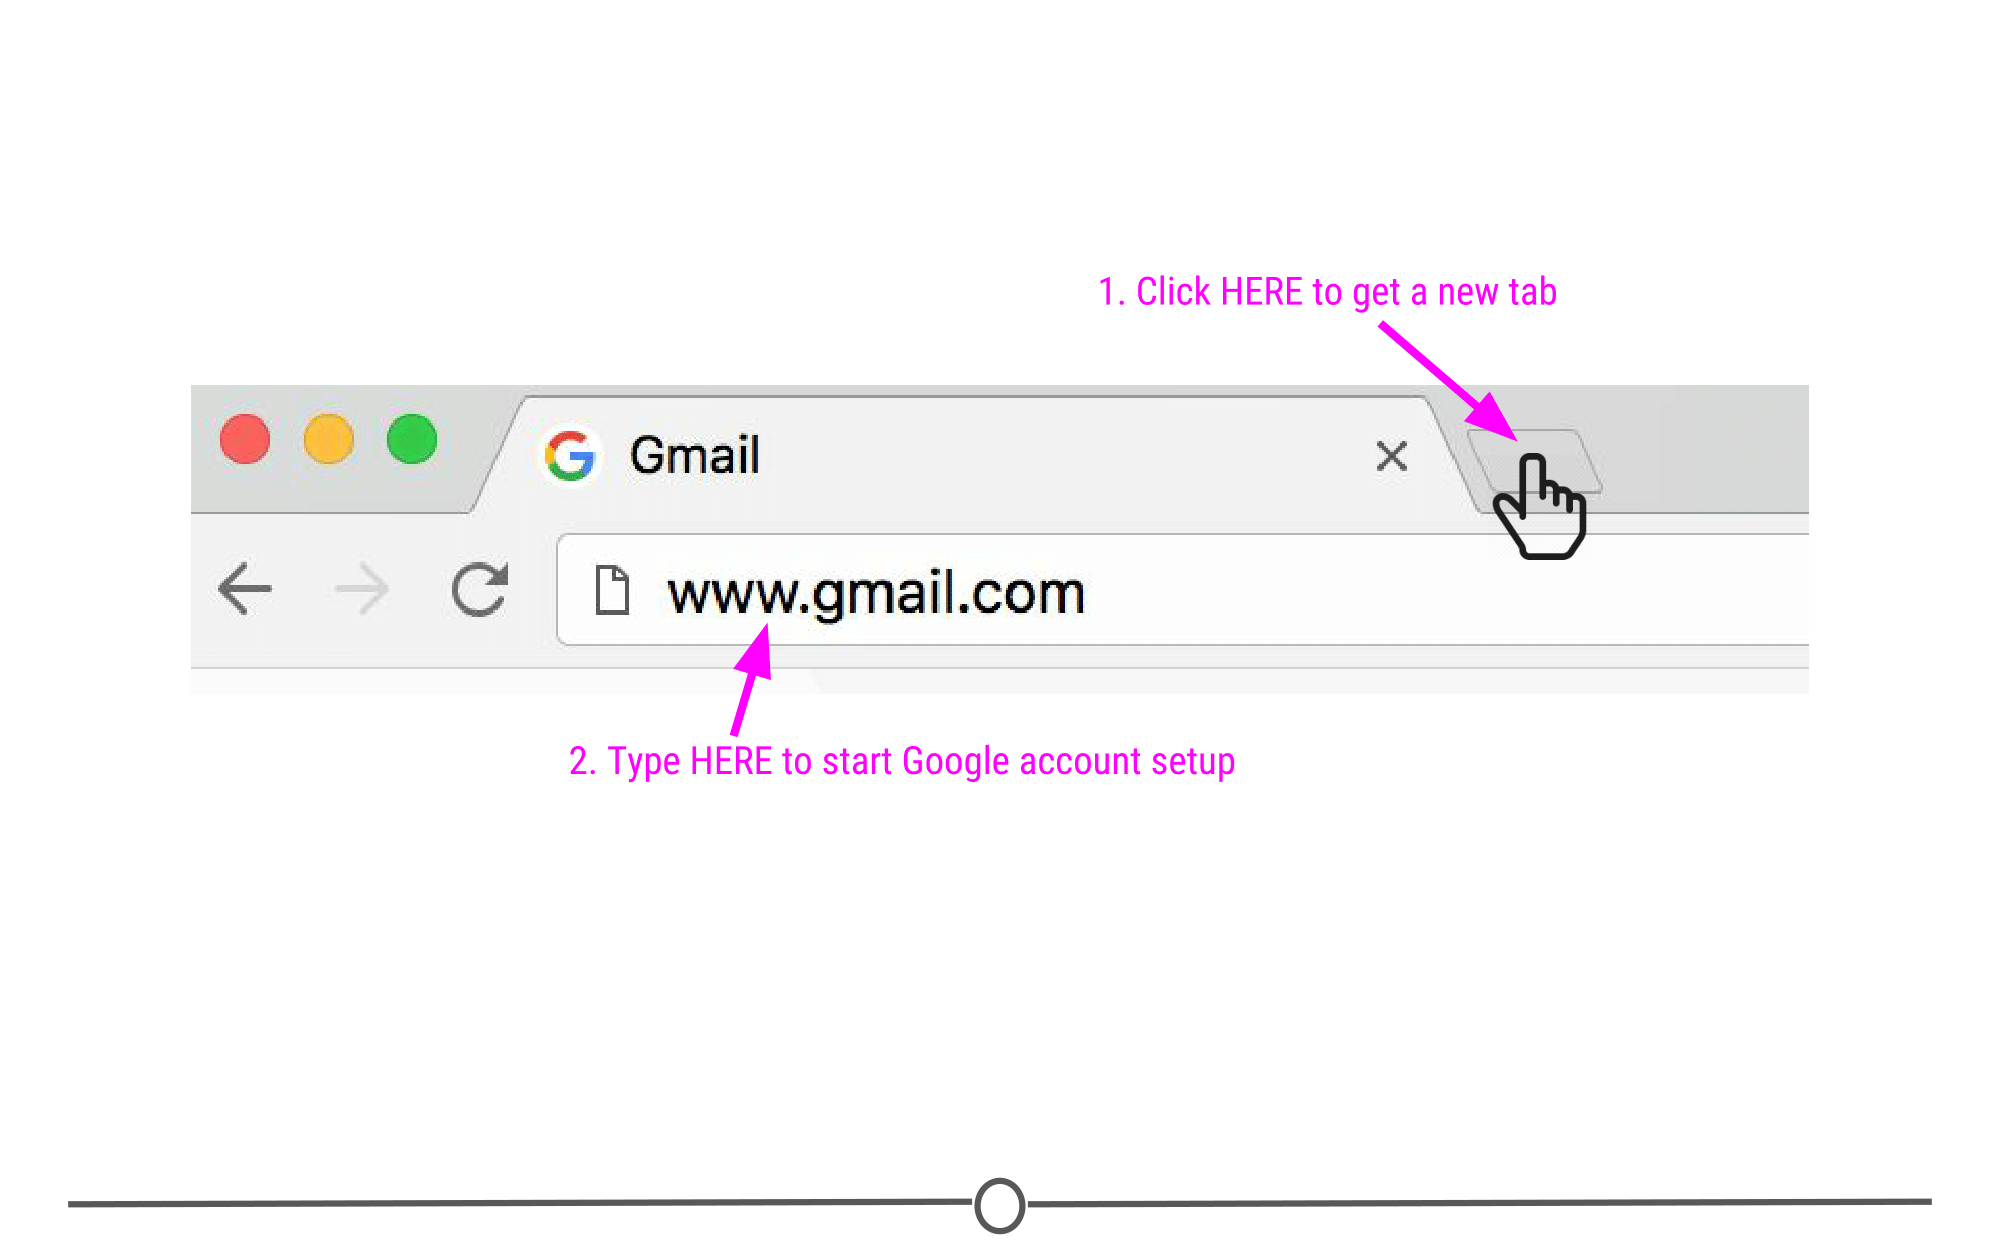 1. Click HERE to get a new tab
Gmail
www.gmail.com
2. Type HERE to start Google account setup